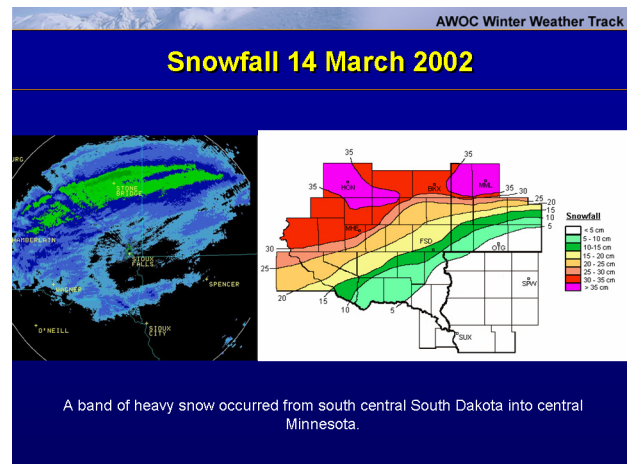 AWOC Winter Weather Track
Snowfall 14 March 2002
STONE
BRIDGE
SIOUX
FALLS
WAGNER
SPENCER
O'NEILL
SIOUX
CITY
35
35
35
HON
BKX
MML
35
30
25
20
15
10
5
MHE
FSD
OTG
30
25
20
15
10
5
SPW
SUX
Snowfall
< 5 cm
5 - 10 cm
10-15 cm
15 - 20 cm
20 - 25 cm
25 - 30 cm
30 - 35 cm
> 35 cm
A band of heavy snow occurred from south central South Dakota into central
Minnesota.